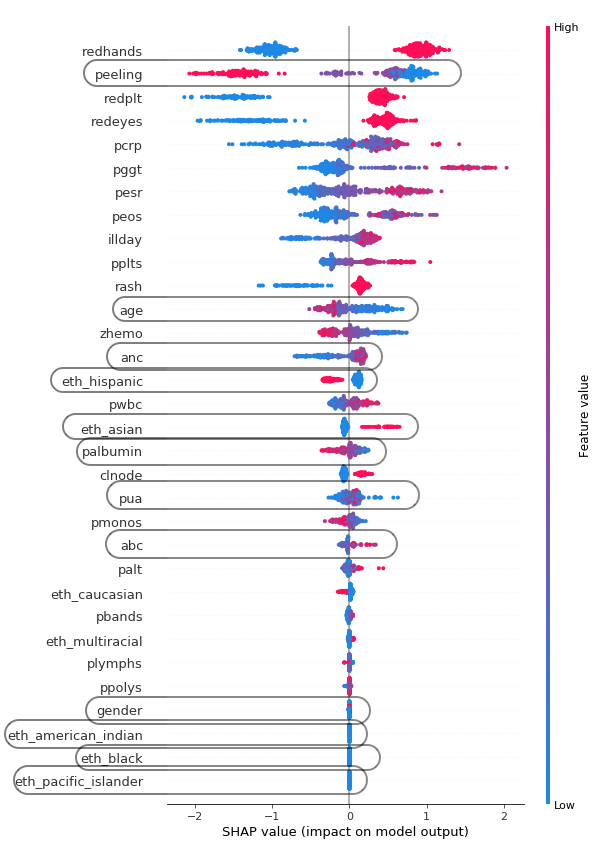 High
redhands
peeling
redplt
redeyes
pcrp
pggt
pesr
peos
illday
pplts
rash
age
zhemo
anc
eth_hispanic
pwbc
eth_asian
palbumin
clnode
pua
pmonos
abc
palt
eth_caucasian
pbands
eth_multiracial
plymphs
ppolys
gender
eth_american_indian
eth_black
eth_pacific_islander
Feature value
Low
−2 −1 0 1 2
SHAP value (impact on model output)